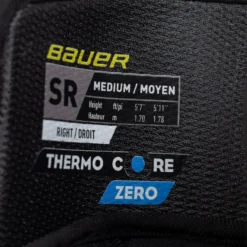 BAUER
SR
MEDIUM / MOYEN
Height ft/pi 5'7" 5'11"
Hauteur m 1.70 1.78
RIGHT / DROIT
THERMO CORE
ZERO